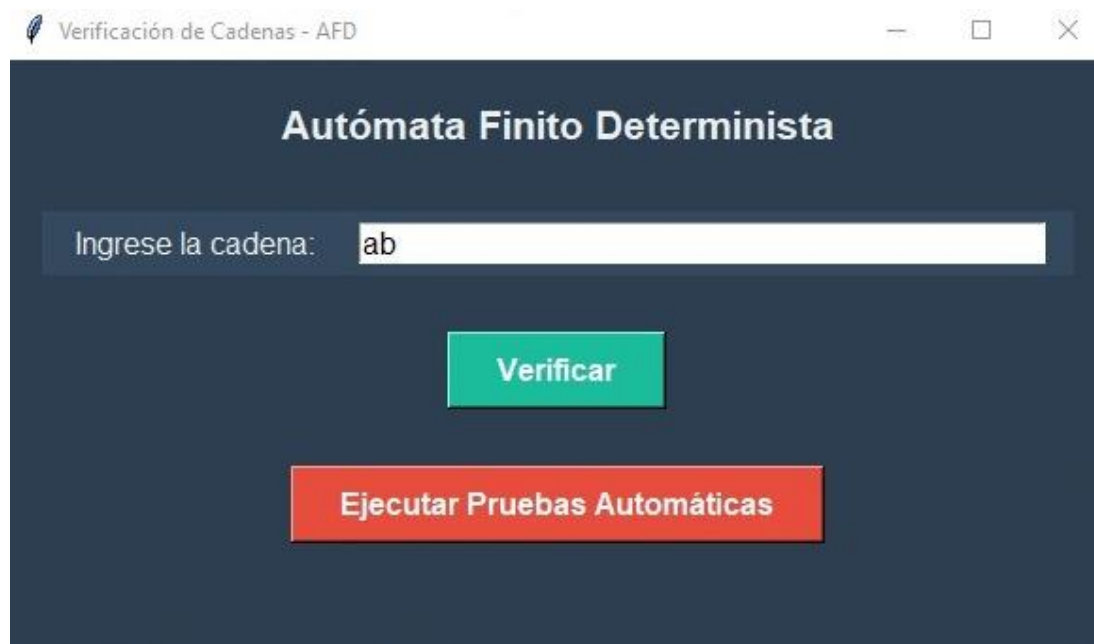 Verificación de Cadenas - AFD
Autómata Finito Determinista
Ingrese la cadena: ab
Verificar
Ejecutar Pruebas Automáticas